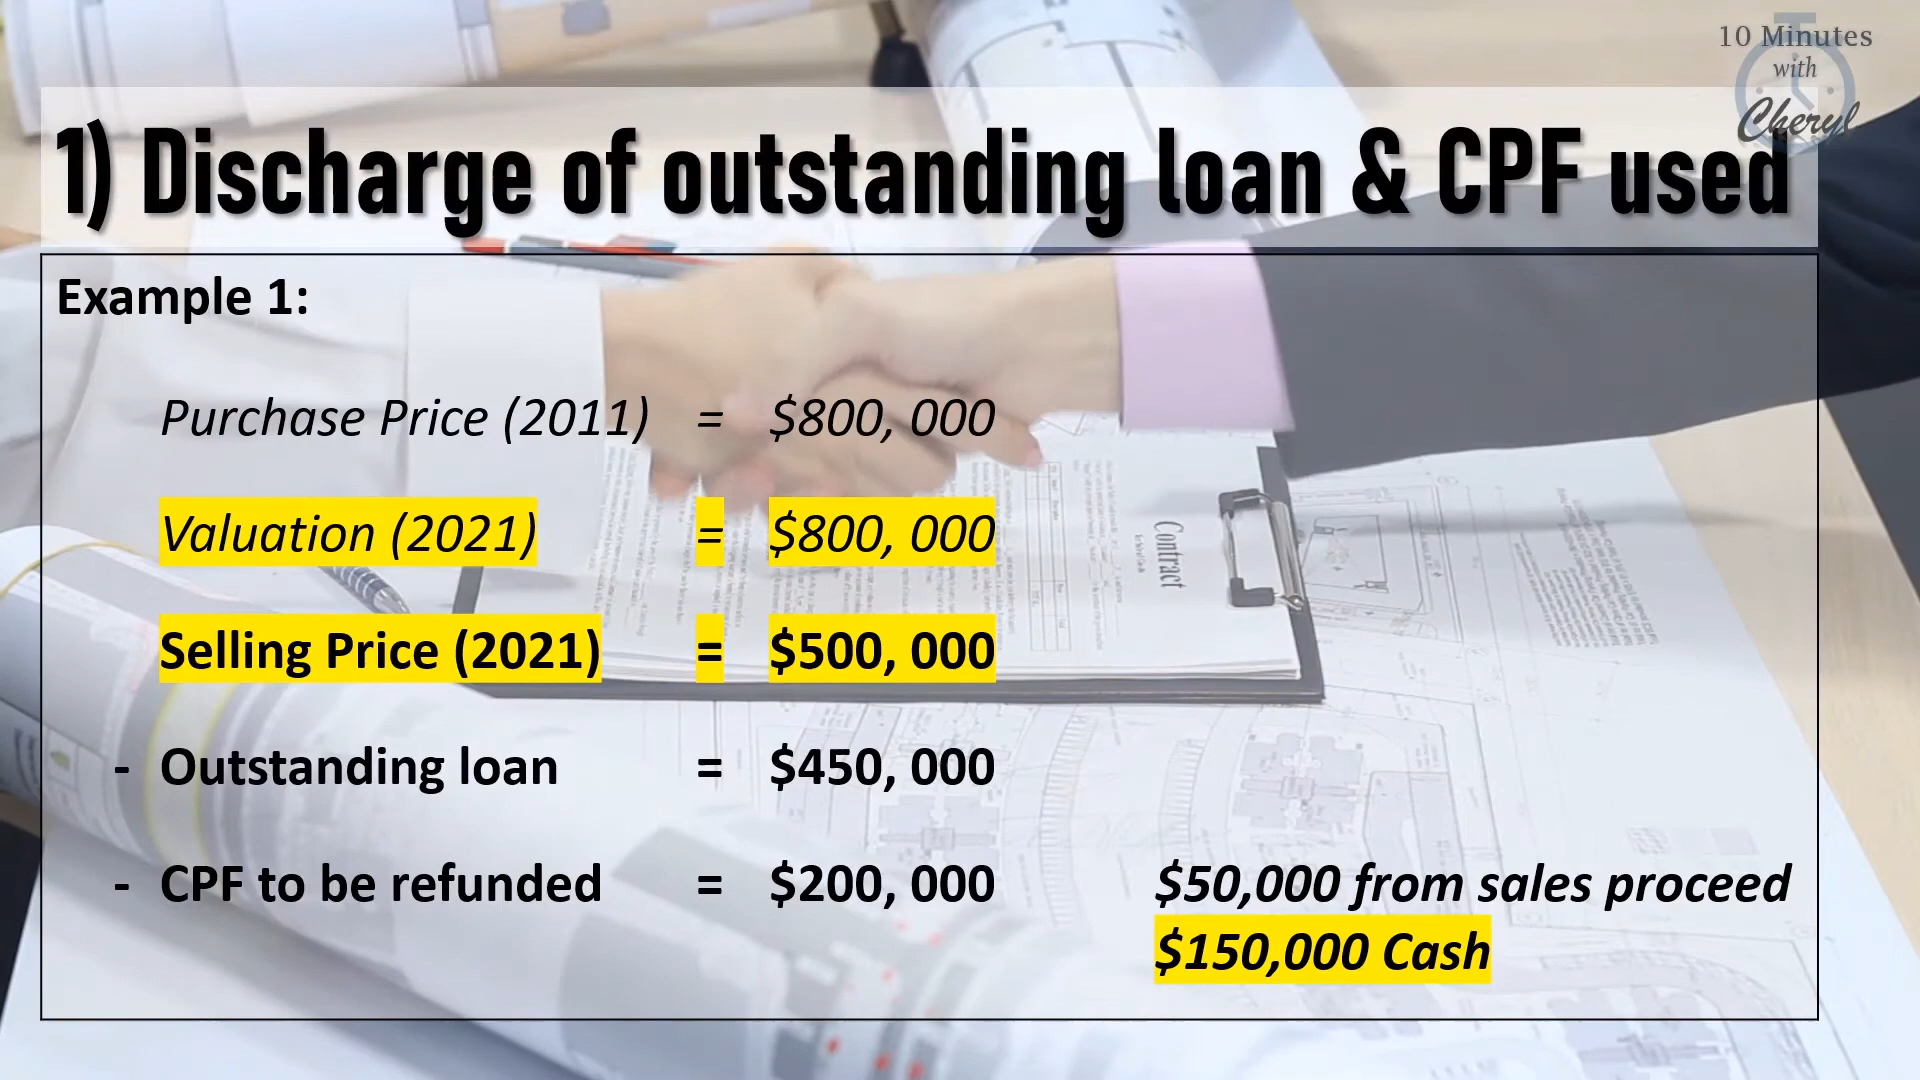 10 Minutes
with
Cheryl
1) Discharge of outstanding loan & CPF used
Example 1:
Purchase Price (2011) = $800, 000
Valuation (2021) = $800, 000
Contract
Selling Price (2021) = $500, 000
- Outstanding loan = $450, 000
- CPF to be refunded = $200, 000 $50,000 from sales proceed
$150,000 Cash